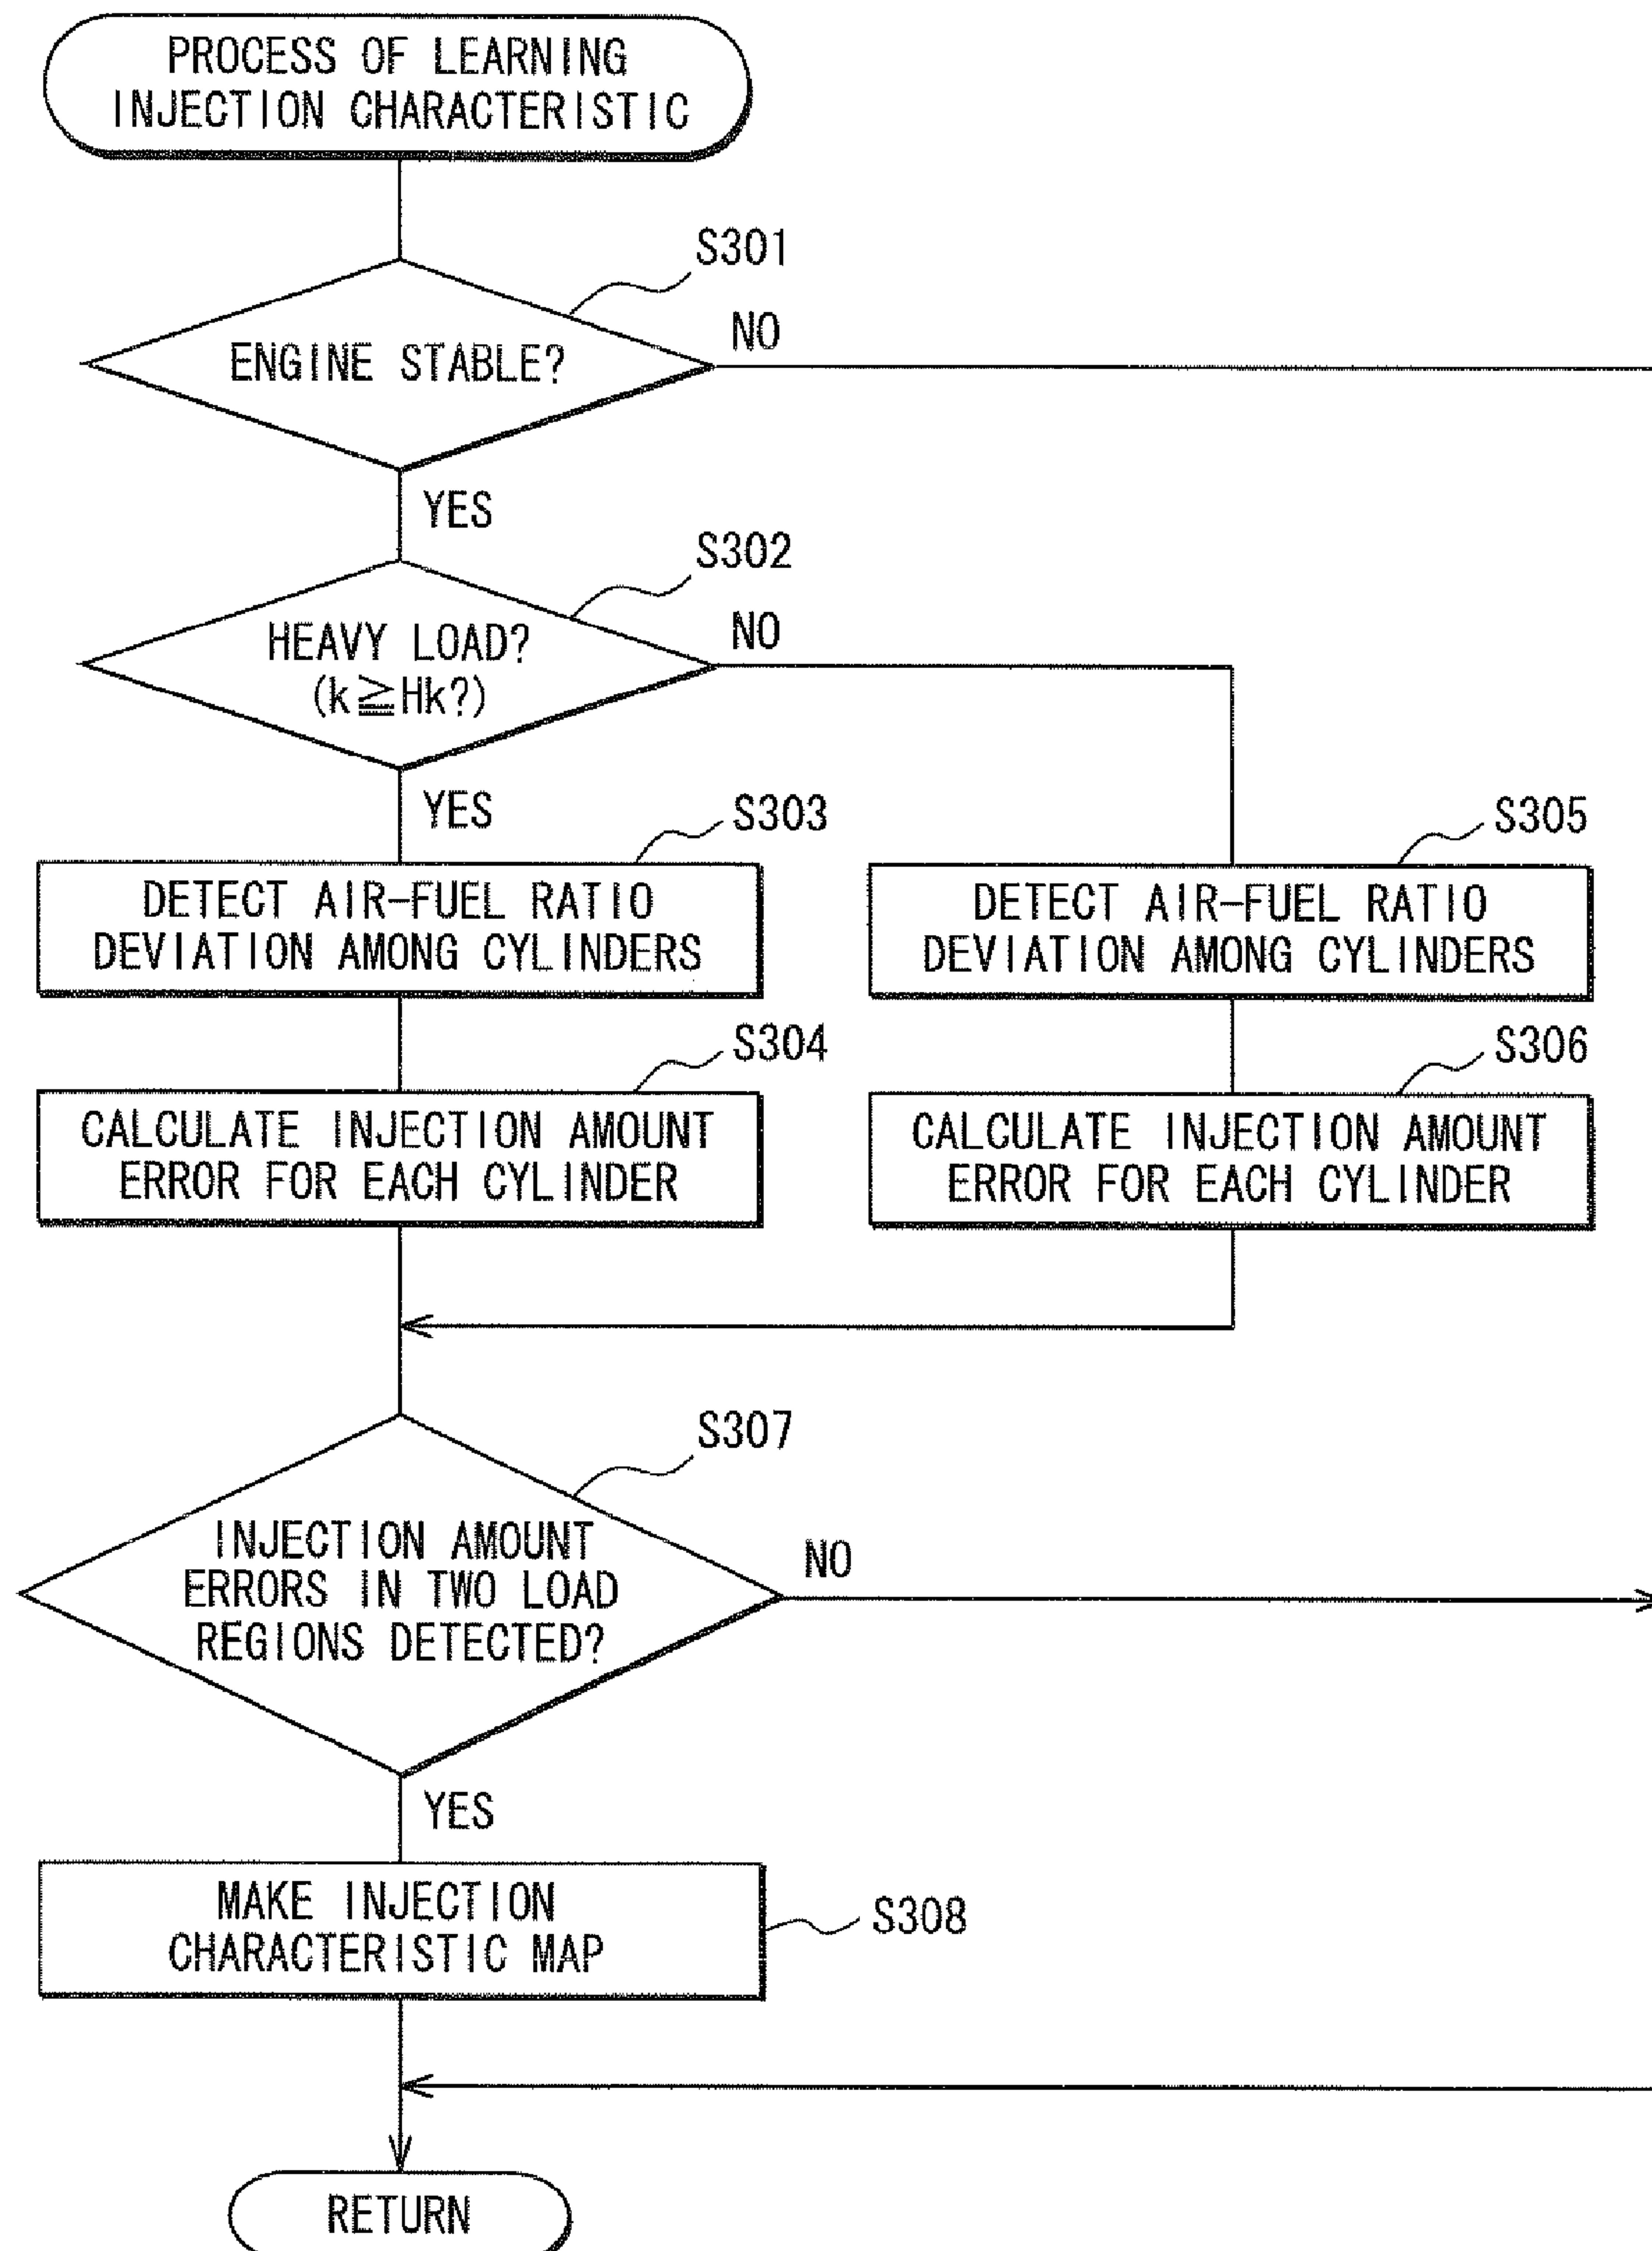 PROCESS OF LEARNING
INJECTION CHARACTERISTIC
S301
ENGINE STABLE?
NO
YES
S302
HEAVY LOAD?
(k≧Hk?)
NO
YES
S303
DETECT AIR-FUEL RATIO
DEVIATION AMONG CYLINDERS
S305
DETECT AIR-FUEL RATIO
DEVIATION AMONG CYLINDERS
S304
CALCULATE INJECTION AMOUNT
ERROR FOR EACH CYLINDER
S306
CALCULATE INJECTION AMOUNT
ERROR FOR EACH CYLINDER
S307
INJECTION AMOUNT
ERRORS IN TWO LOAD
REGIONS DETECTED?
NO
YES
MAKE INJECTION
CHARACTERISTIC MAP
S308
RETURN